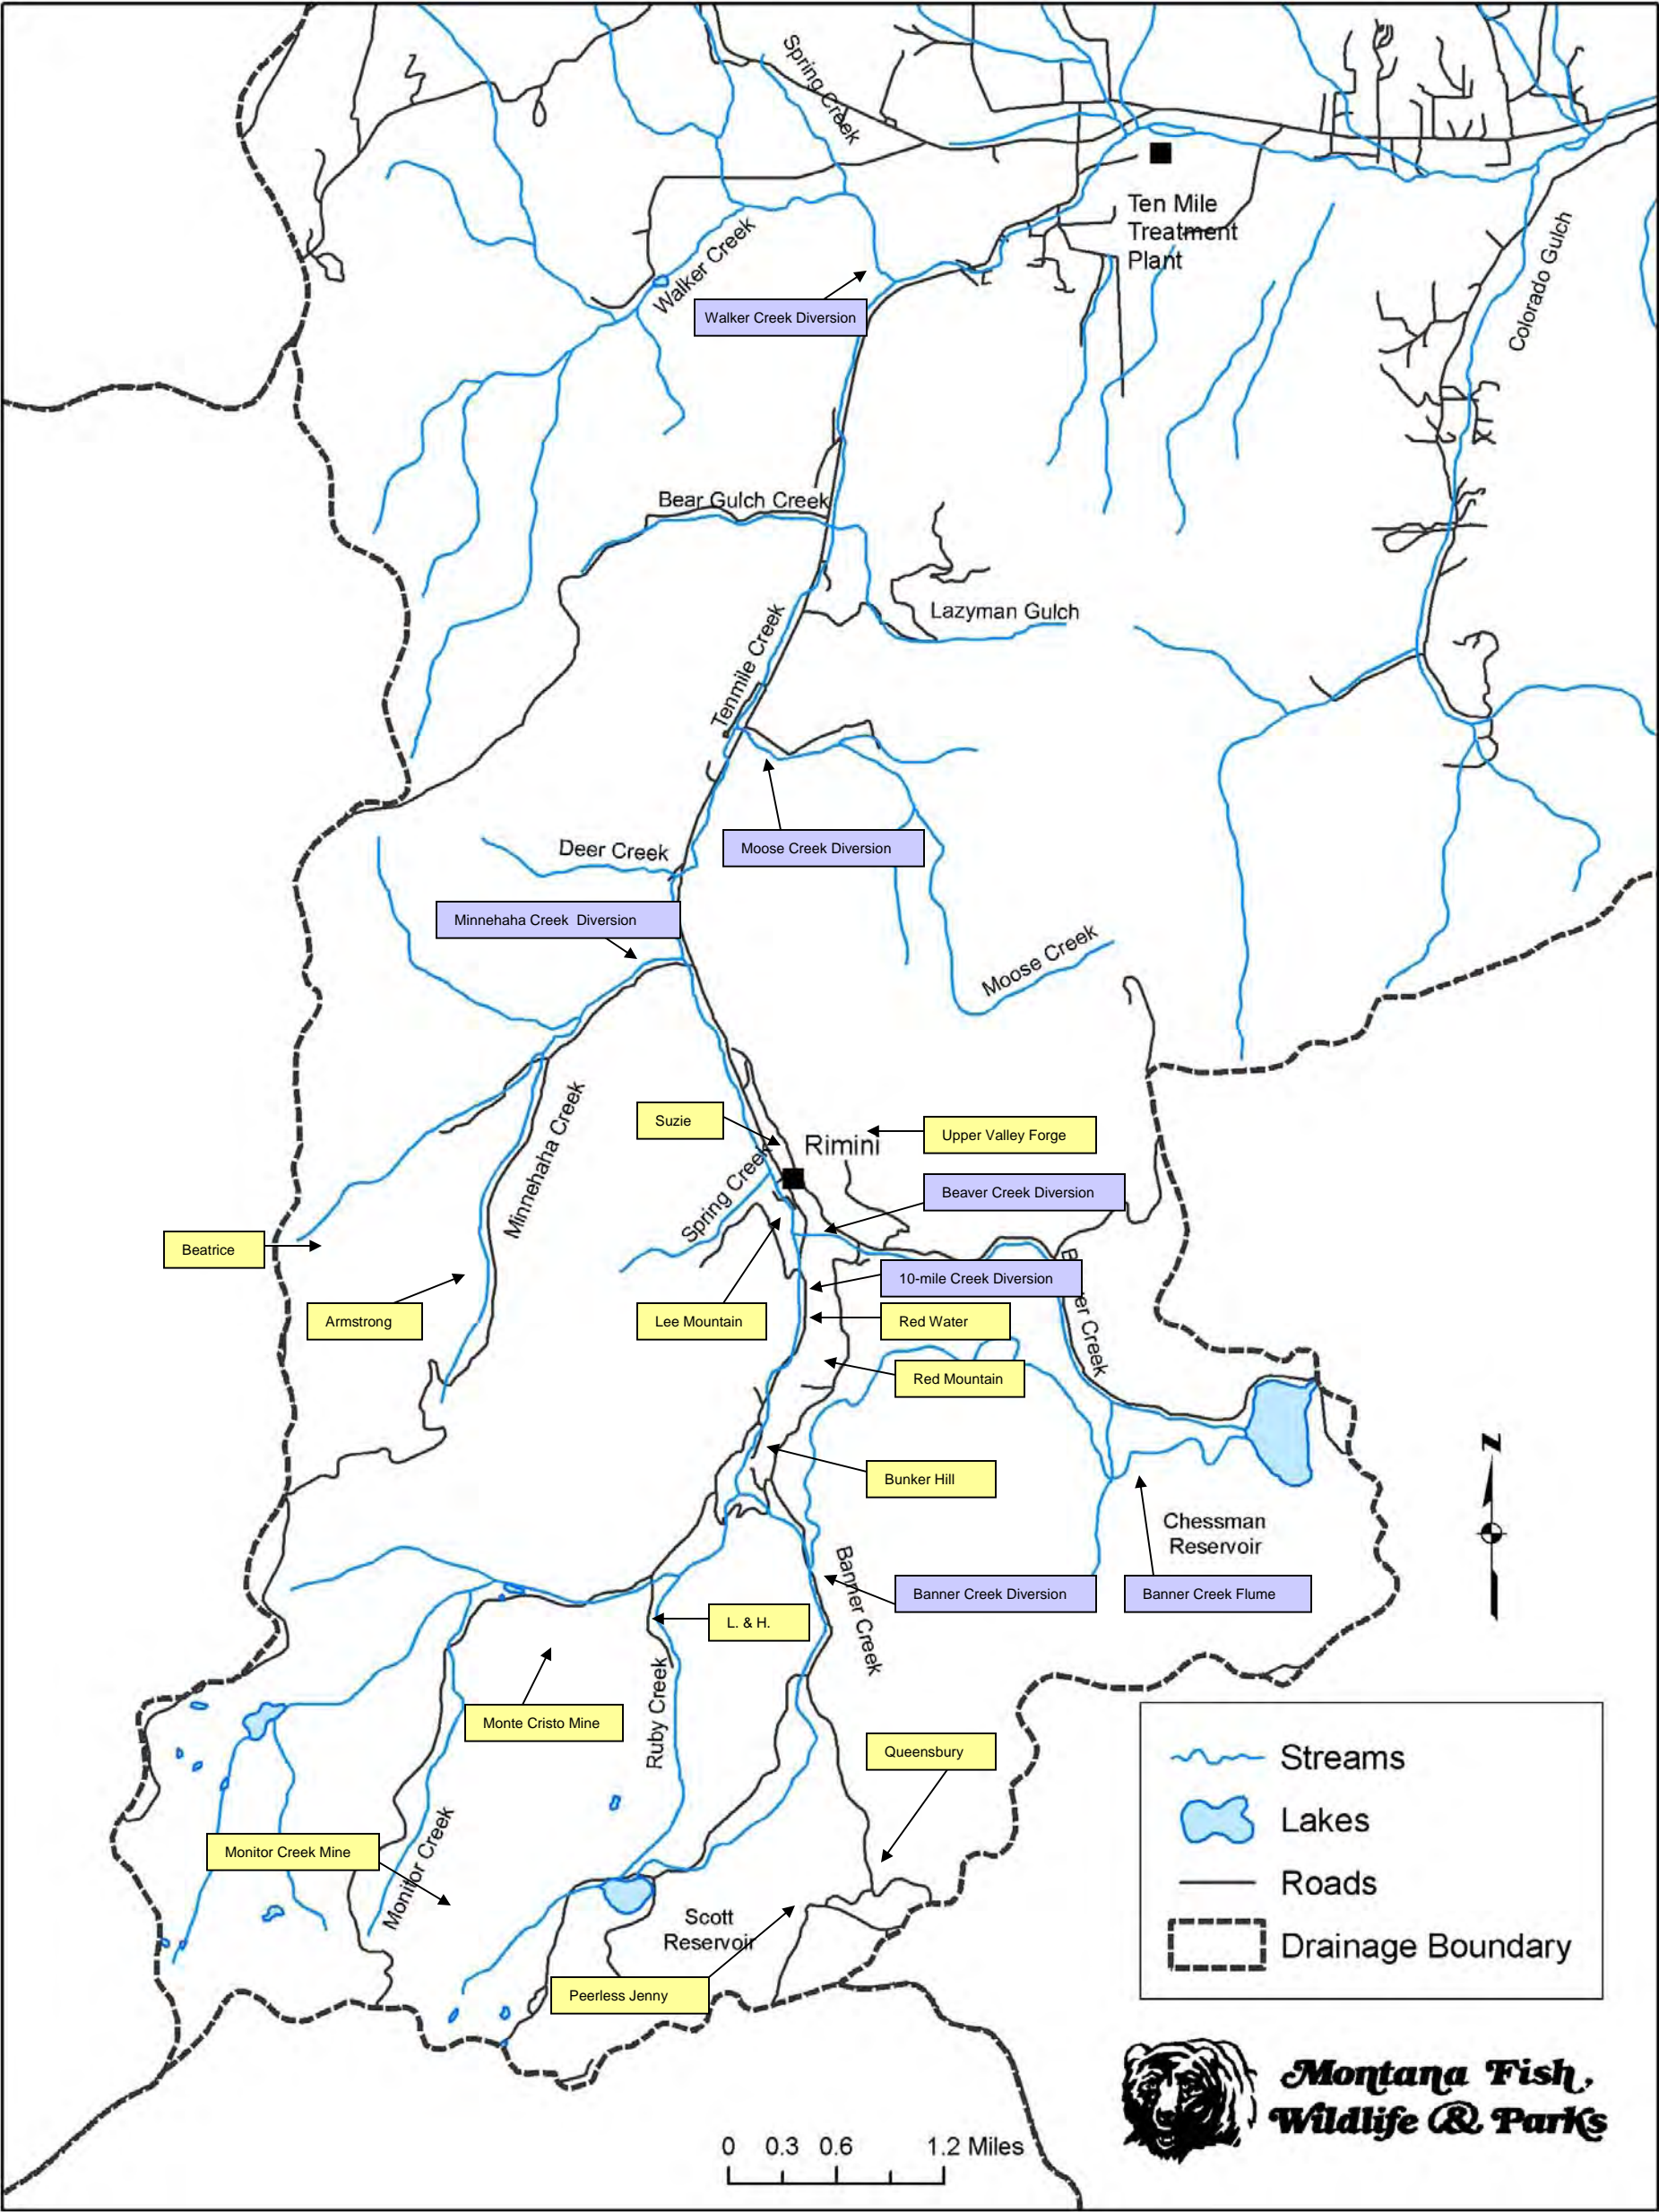 Spring Creek
Ten Mile
Treatment
Plant
Walker Creek
Colorado Gulch
Walker Creek Diversion
Bear Gulch Creek
Lazyman Gulch
Tenmile Creek
Deer Creek
Moose Creek Diversion
Minnehaha Creek Diversion
Moose Creek
Minnehaha Creek
Suzie
Rimini
Upper Valley Forge
Spring Creek
Beaver Creek Diversion
Beatrice
10-mile Creek Diversion
Armstrong
Lee Mountain
Red Water
er Creek
Red Mountain
Bunker Hill
Chessman
Reservoir
Banner Creek
Banner Creek Diversion
Banner Creek Flume
L. & H.
Ruby Creek
Monte Cristo Mine
Queensbury
Monitor Creek Mine
Monitor Creek
Scott
Reservoir
Peerless Jenny
N
Streams
Lakes
Roads
Drainage Boundary
Montana Fish,
Wildlife & Parks
0 0.3 0.6 1.2 Miles